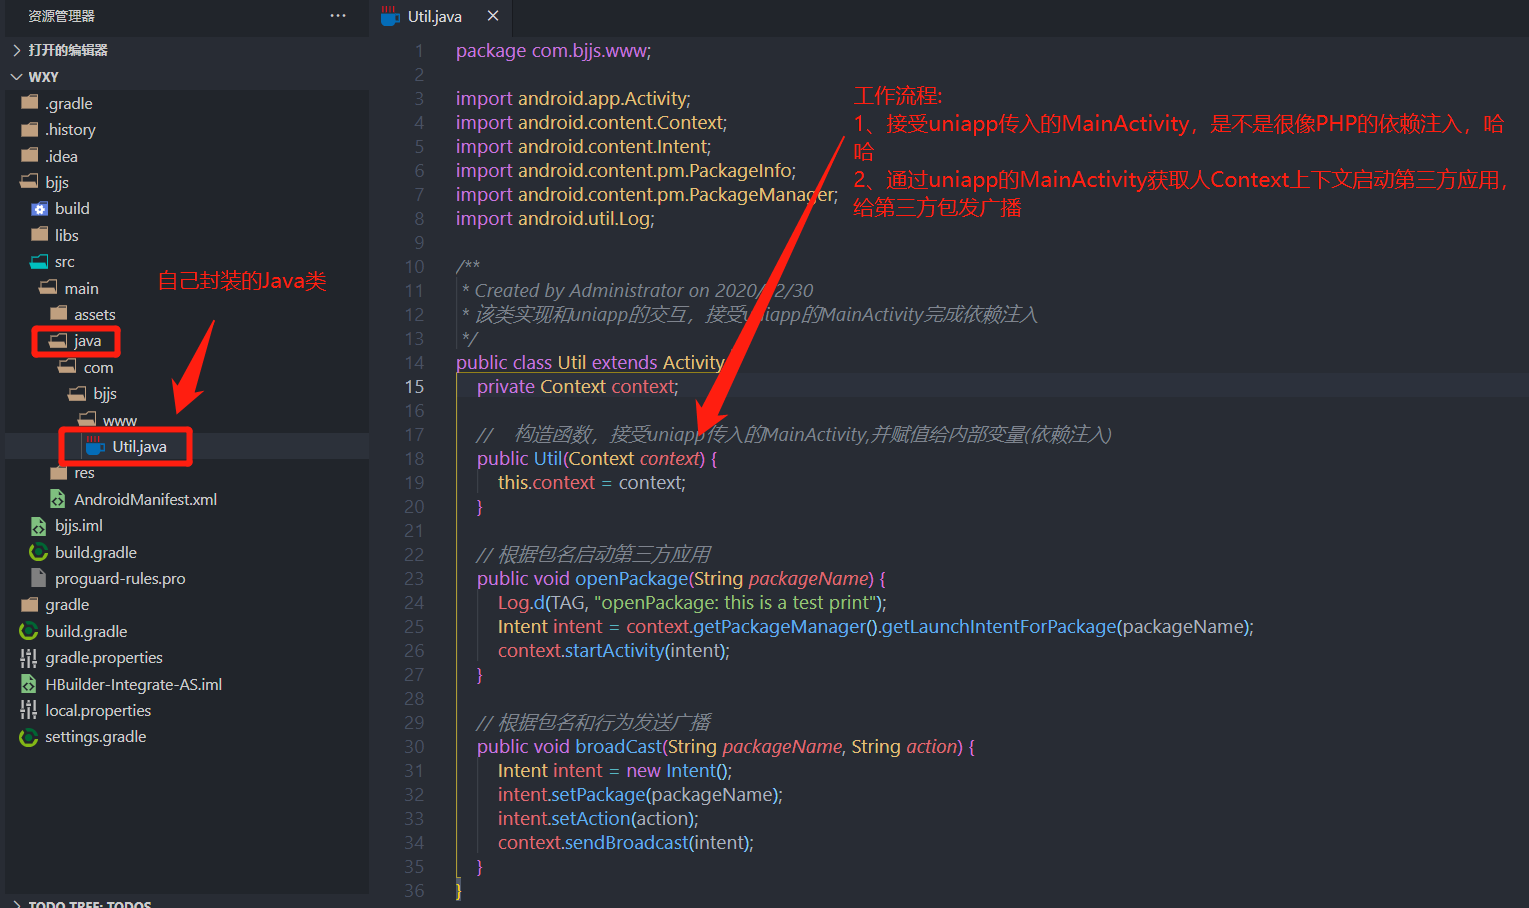 资源管理器
打开的编辑器
WXY
.gradle
.history
.idea
bjjs
build
libs
src
main
assets
java
com
bjjs
www
Util.java
res
AndroidManifest.xml
bjjs.iml
build.gradle
proguard-rules.pro
gradle
build.gradle
gradle.properties
HBuilder-Integrate-AS.iml
local.properties
settings.gradle
TODO TREE: TODOS
自己封装的Java类
Util.java
1 package com.bjjs.www;
2
3 import android.app.Activity;
4 import android.content.Context;
5 import android.content.Intent;
6 import android.content.pm.PackageInfo;
7 import android.content.pm.PackageManager;
8 import android.util.Log;
9
10 /**
11 * Created by Administrator on 2020/ 2/30
12 * 该类实现和uniapp的交互，接受uniapp的MainActivity完成依赖注入
13 */
14 public class Util extends Activity
15 private Context context;
16
17 // 构造函数，接受uniapp传入的MainActivity,并赋值给内部变量(依赖注入)
18 public Util(Context context) {
19 this.context = context;
20 }
21
22 // 根据包名启动第三方应用
23 public void openPackage(String packageName) {
24 Log.d(TAG, "openPackage: this is a test print");
25 Intent intent = context.getPackageManager().getLaunchIntentForPackage(packageName);
26 context.startActivity(intent);
27 }
28
29 // 根据包名和行为发送广播
30 public void broadCast(String packageName, String action) {
31 Intent intent = new Intent();
32 intent.setPackage(packageName);
33 intent.setAction(action);
34 context.sendBroadcast(intent);
35 }
36 }
工作流程:
1、接受uniapp传入的MainActivity，是不是很像PHP的依赖注入，哈
哈
2、通过uniapp的MainActivity获取人Context上下文启动第三方应用，
给第三方包发广播